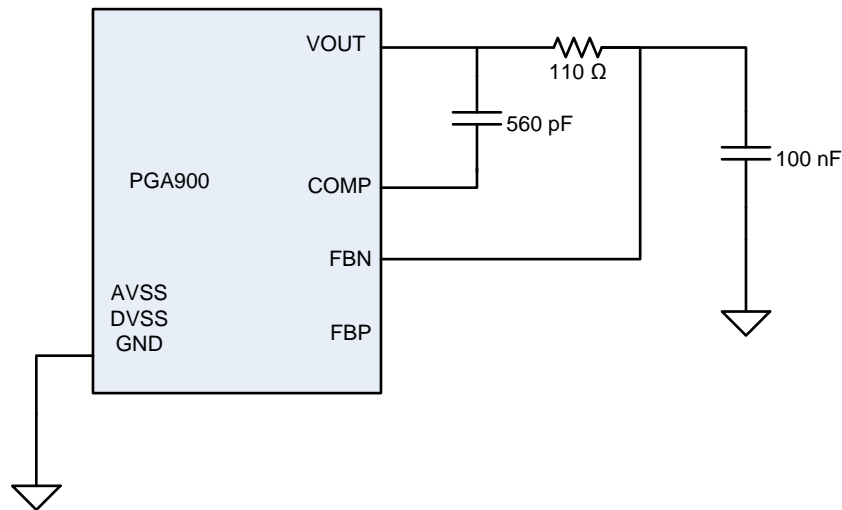 VOUT
110 Ω
560 pF
100 nF
PGA900
COMP
FBN
AVSS
DVSS
GND
FBP